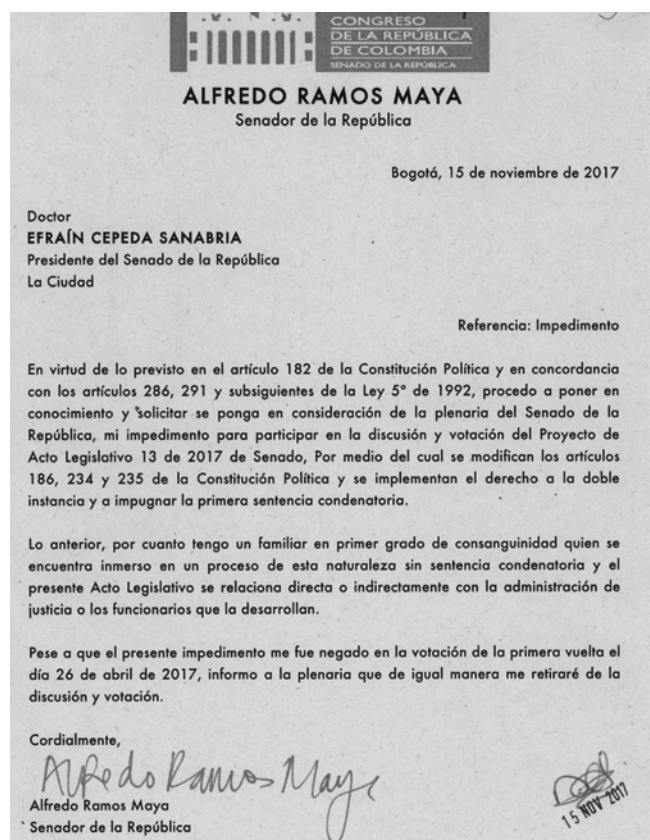 CONGRESO
DE LA REPÚBLICA
DE COLOMBIA
SENADO DE LA REPÚBLICA
ALFREDO RAMOS MAYA
Senador de la República
Bogotá, 15 de noviembre de 2017
Doctor
EFRAÍN CEPEDA SANABRIA
Presidente del Senado de la República
La Ciudad
Referencia: Impedimento
En virtud de lo previsto en el artículo 182 de la Constitución Política y en concordancia
con los artículos 286, 291 y subsiguientes de la Ley 5ª de 1992, procedo a poner en
conocimiento y solicitar se ponga en consideración de la plenaria del Senado de la
República, mi impedimento para participar en la discusión y votación del Proyecto de
Acto Legislativo 13 de 2017 de Senado, Por medio del cual se modifican los artículos
186, 234 y 235 de la Constitución Política y se implementan el derecho a la doble
instancia y a impugnar la primera sentencia condenatoria.
Lo anterior, por cuanto tengo un familiar en primer grado de consanguinidad quien se
encuentra inmerso en un proceso de esta naturaleza sin sentencia condenatoria y el
presente Acto Legislativo se relaciona directa o indirectamente con la administración de
justicia o los funcionarios que la desarrollan.
Pese a que el presente impedimento me fue negado en la votación de la primera vuelta el
día 26 de abril de 2017, informo a la plenaria que de igual manera me retiraré de la
discusión y votación.
Cordialmente,
Alfredo Ramos Maya
Alfredo Ramos Maya
Senador de la República
15 NOV 2017